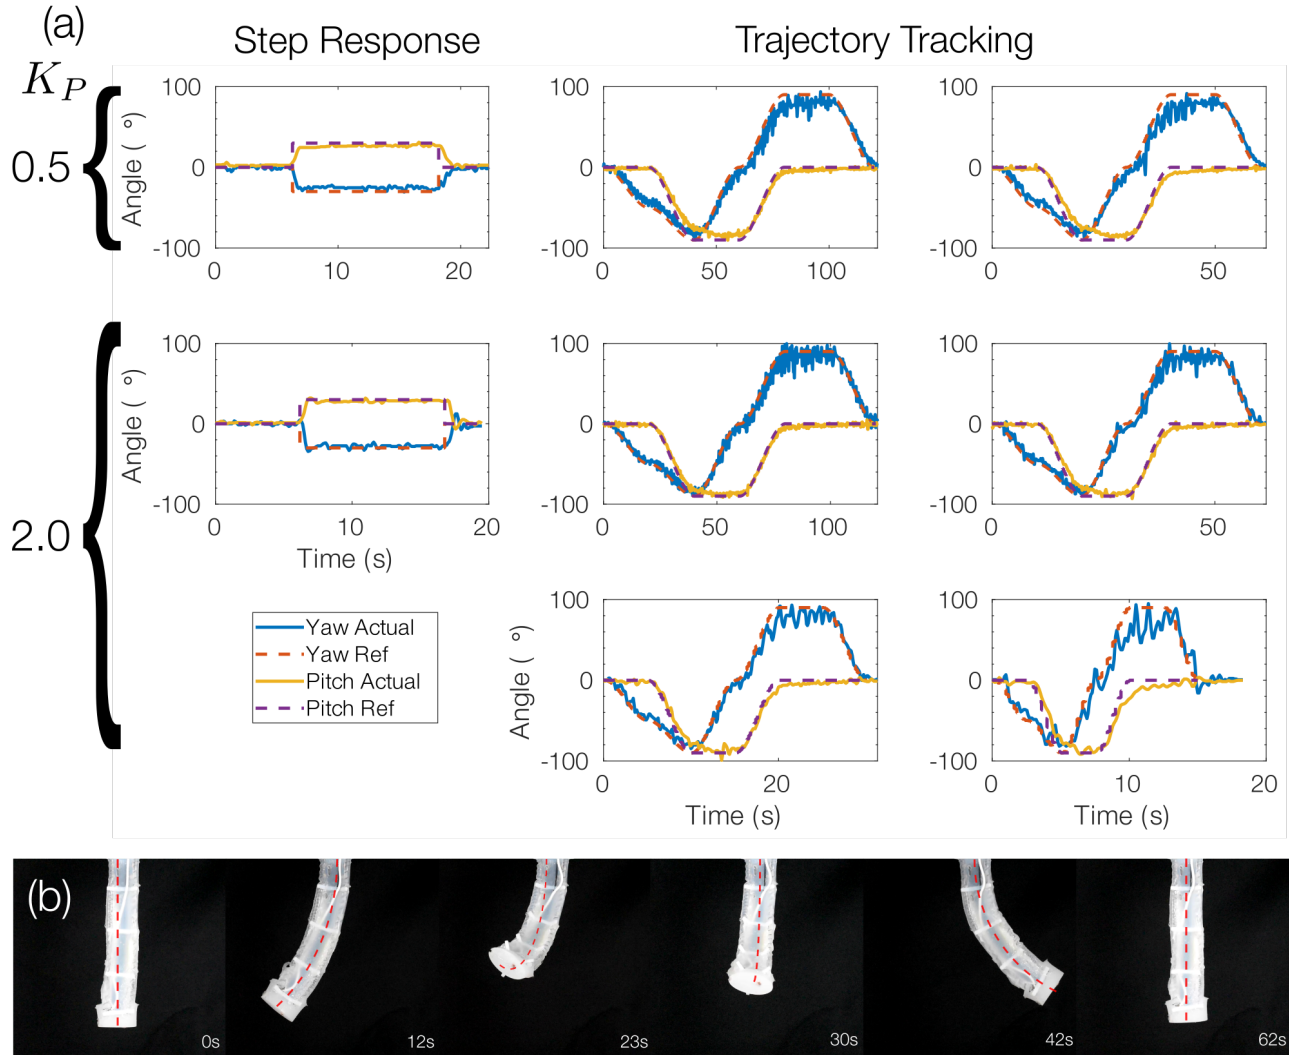 (a)
Step Response
Trajectory Tracking
K_P
0.5
2.0
100
0
-100
Angle ( °)
0 10 20
100
0
-100
0 50 100
100
0
-100
0 50
100
0
-100
Angle ( °)
0 10 20
Time (s)
100
0
-100
0 50 100
100
0
-100
0 50
Yaw Actual
Yaw Ref
Pitch Actual
Pitch Ref
100
0
-100
Angle ( °)
0 20
Time (s)
100
0
-100
0 10 20
Time (s)
(b)
0s 12s 23s 30s 42s 62s